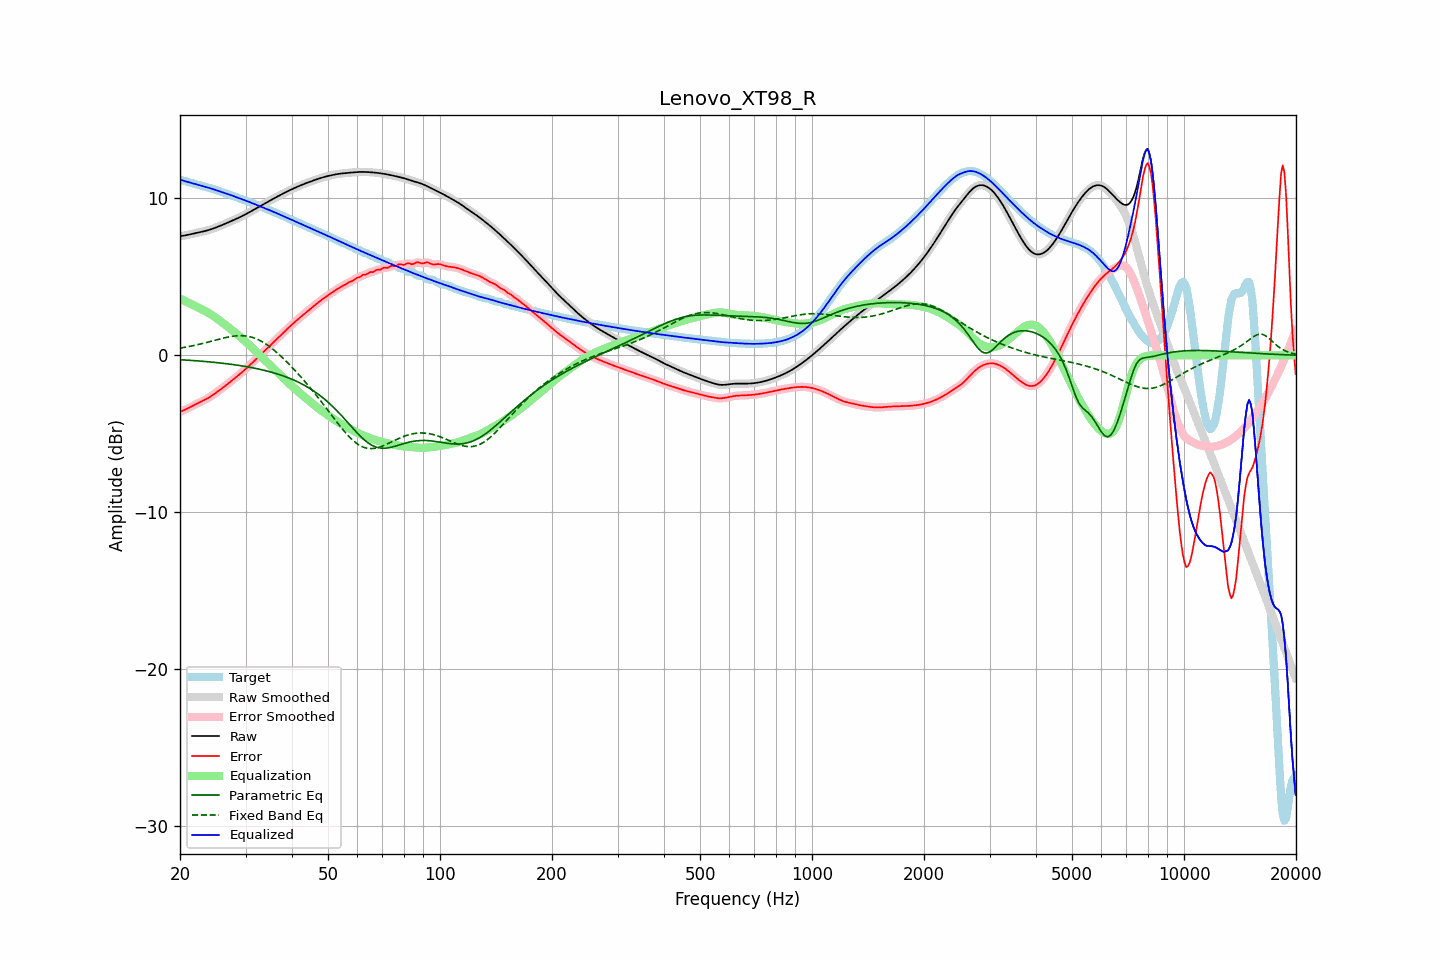 Lenovo_XT98_R
Amplitude (dBr)
10
0
−10
−20
−30
Target
Raw Smoothed
Error Smoothed
Raw
Error
Equalization
Parametric Eq
Fixed Band Eq
Equalized
20 50 100 200 500 1000 2000 5000 10000 20000
Frequency (Hz)